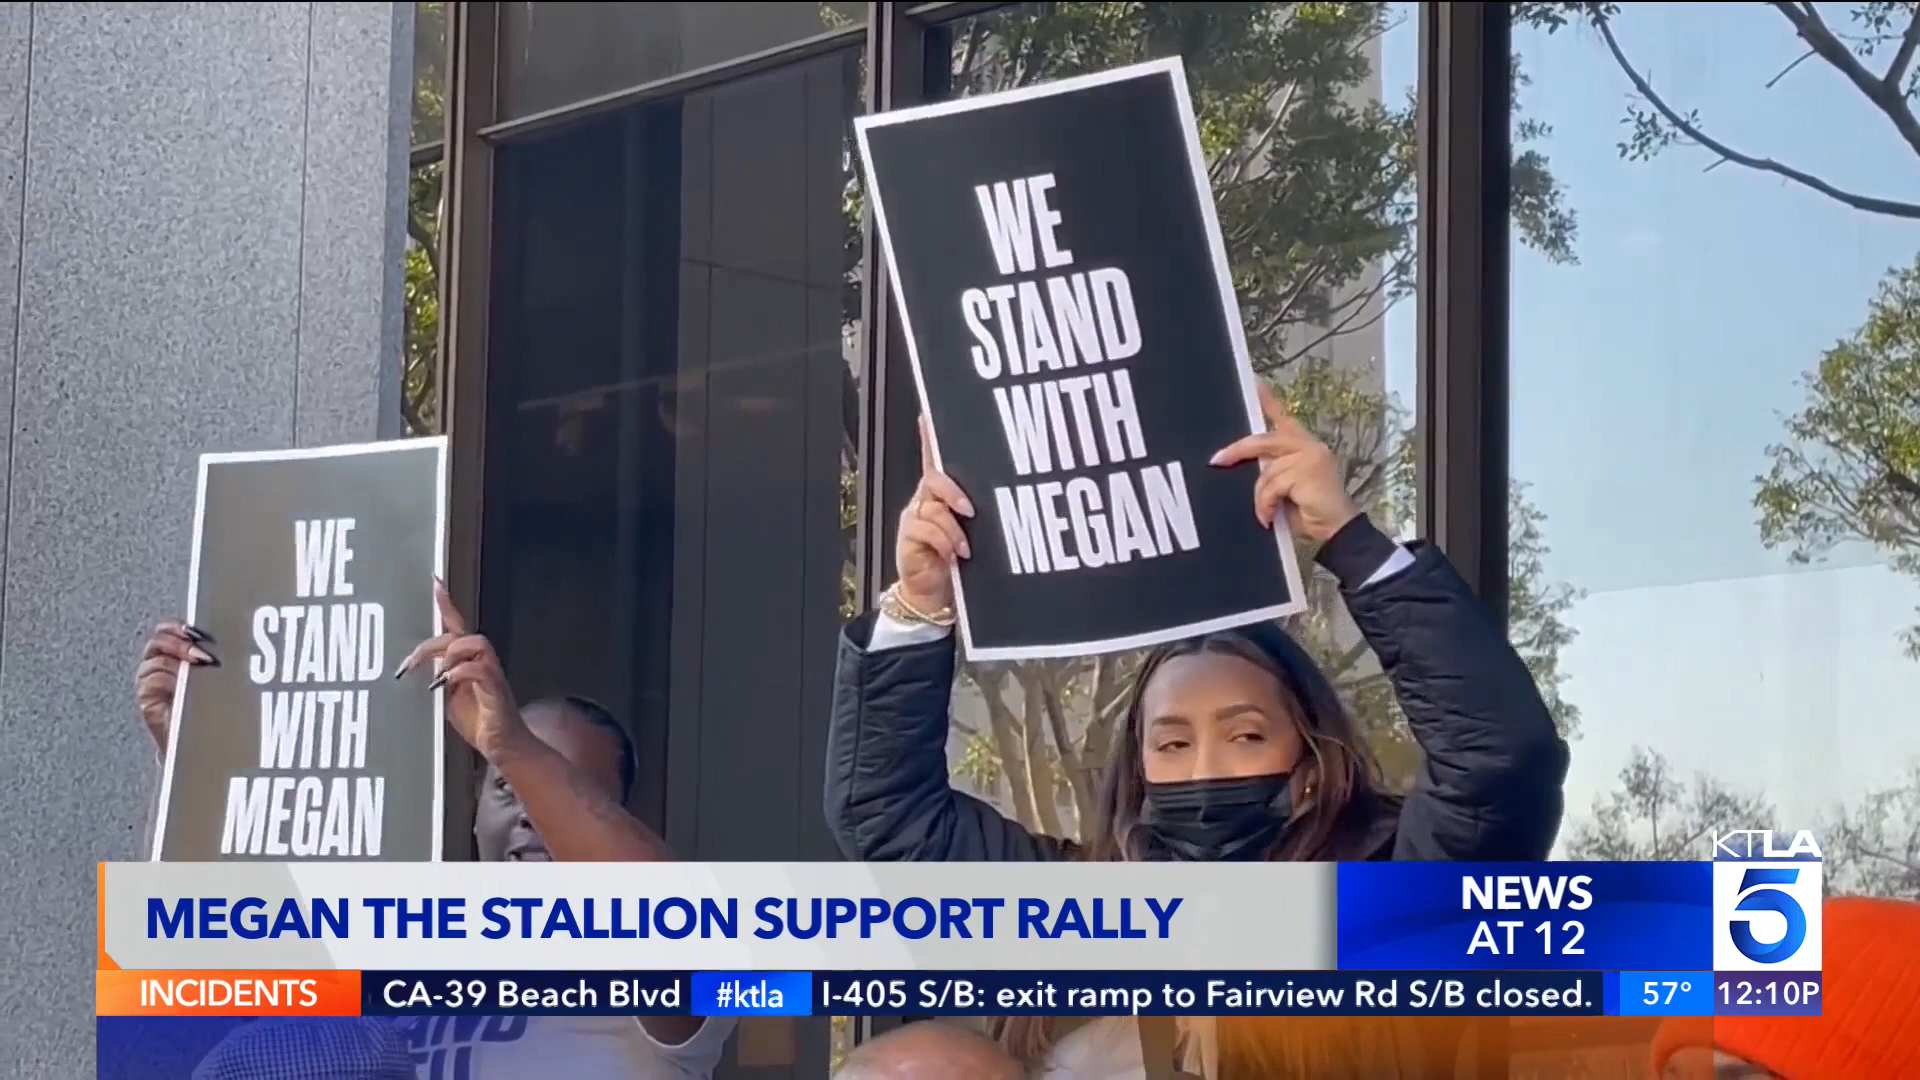 WE
STAND
WITH
MEGAN
WE
STAND
WITH
MEGAN
KTLA
5
MEGAN THE STALLION SUPPORT RALLY
NEWS
AT 12
INCIDENTS CA-39 Beach Blvd #ktla I-405 S/B: exit ramp to Fairview Rd S/B closed. 57° 12:10P